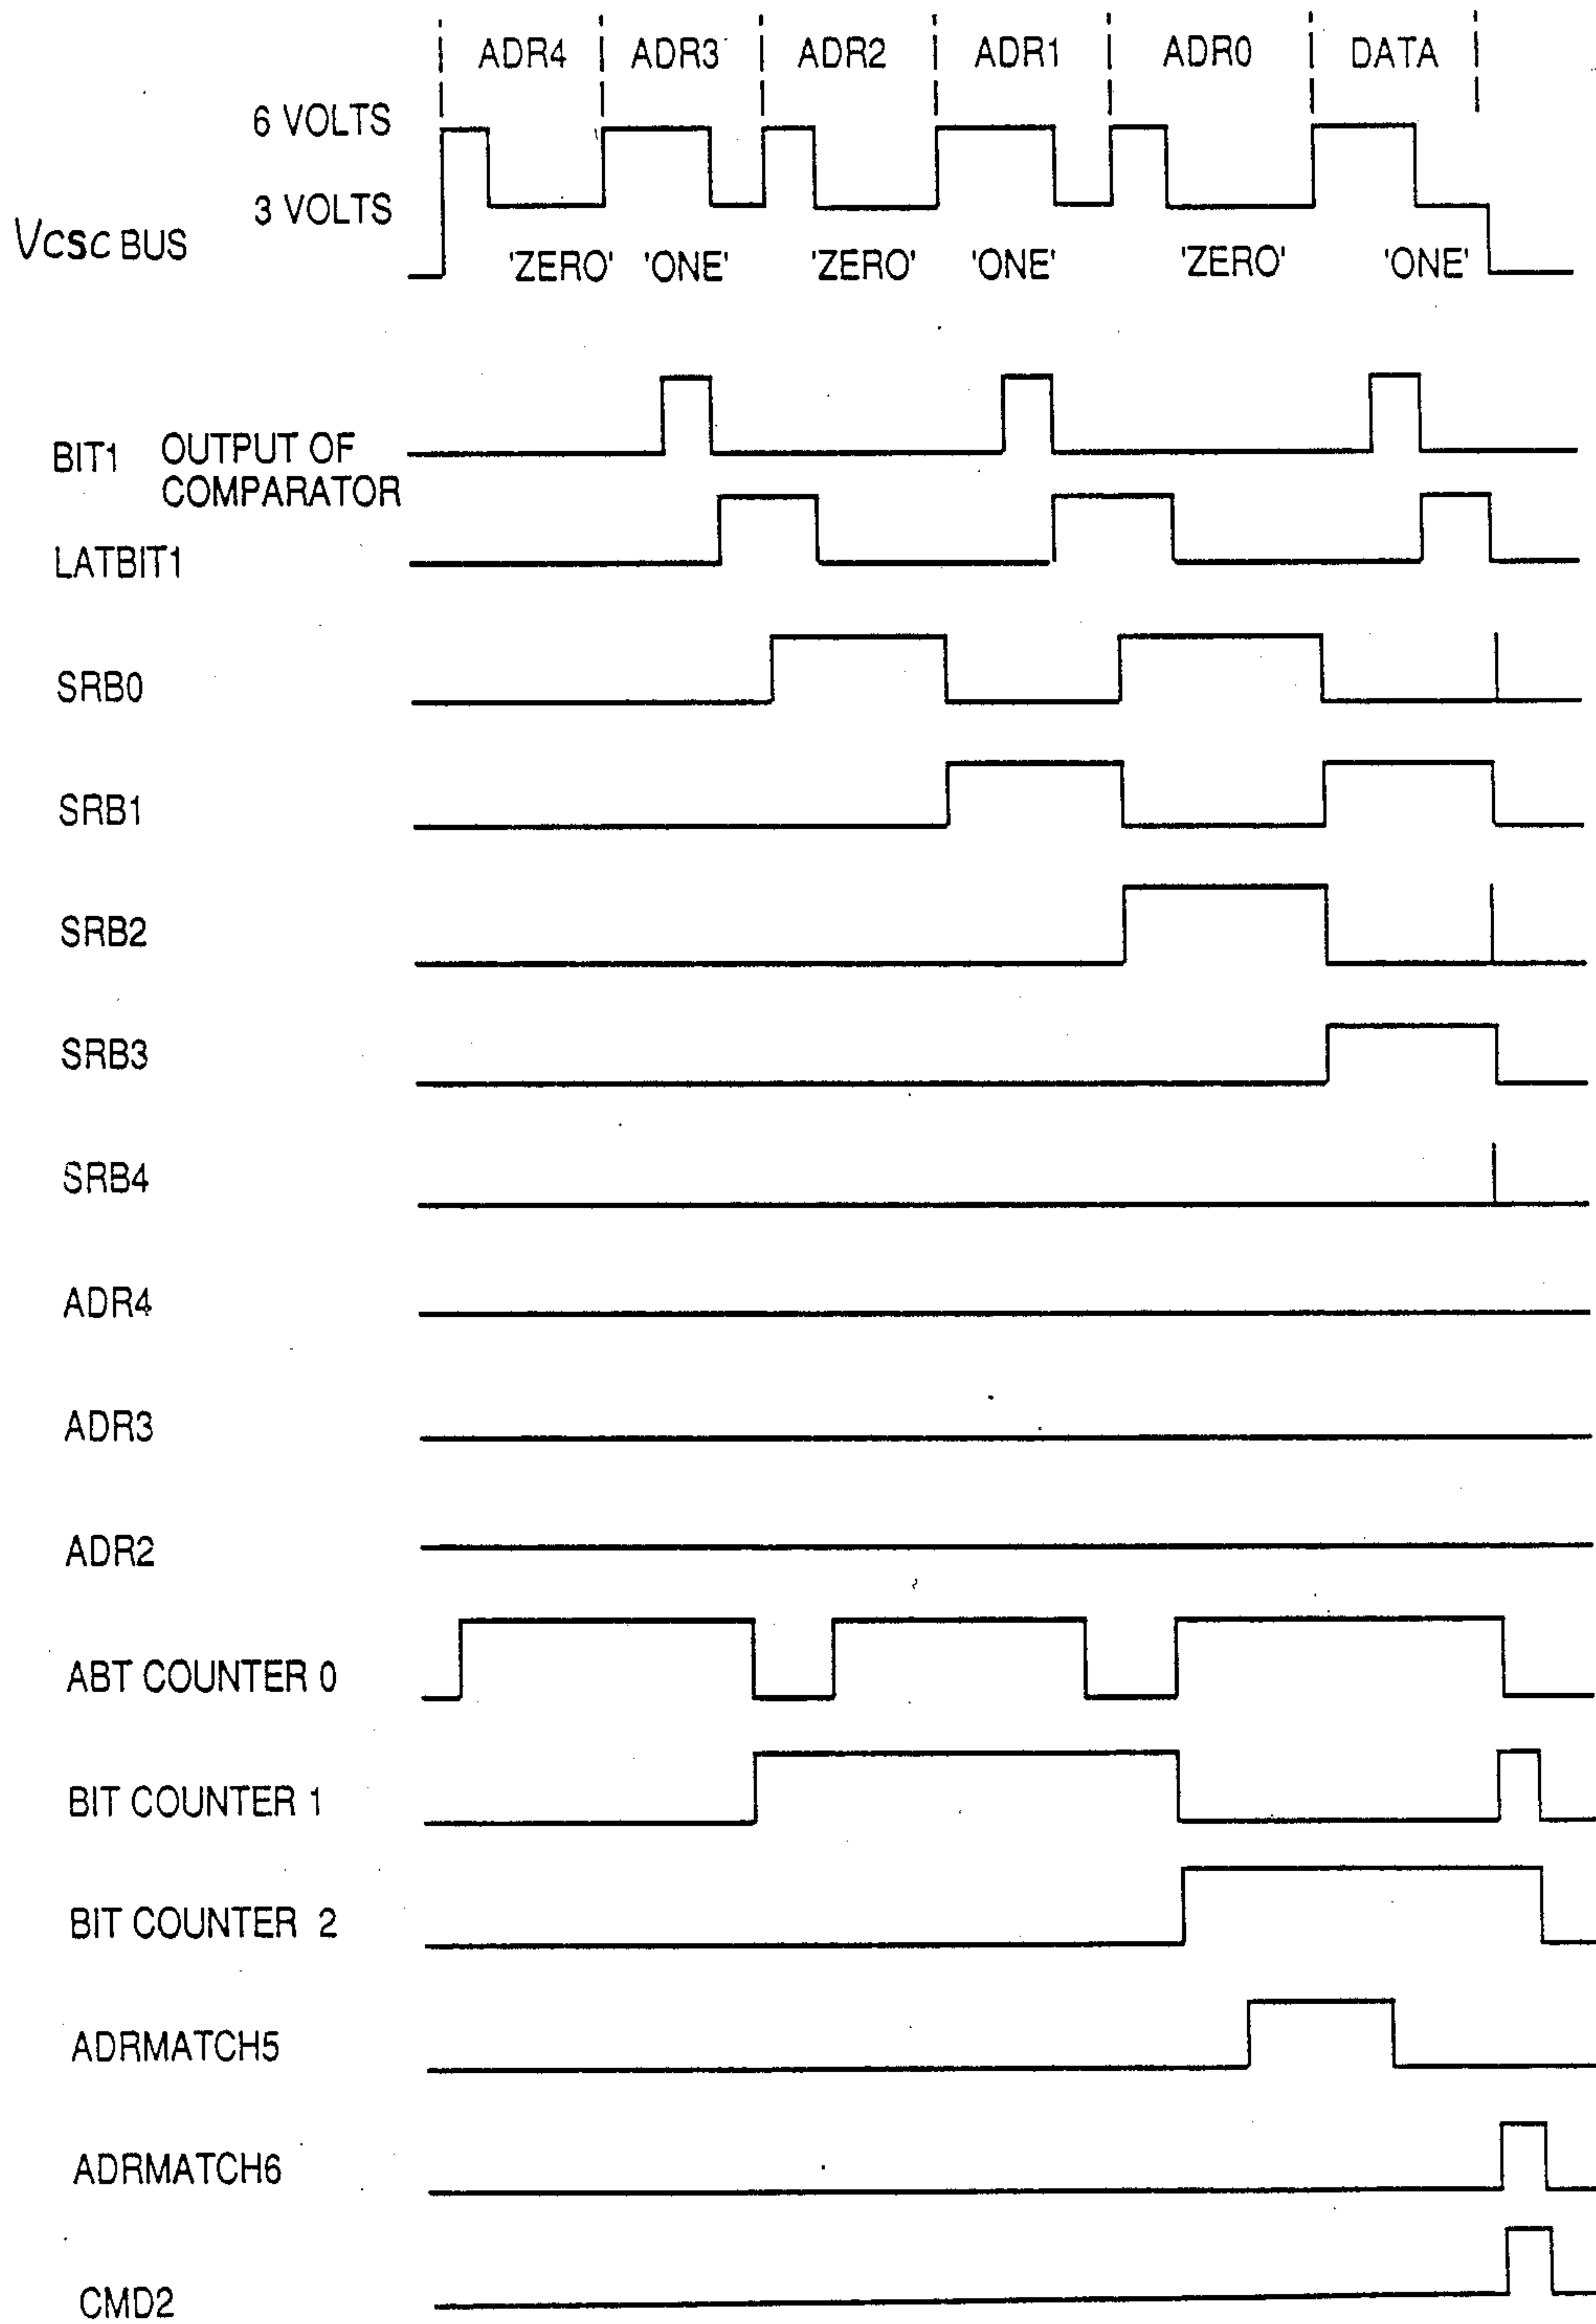 ADR4 ADR3 ADR2 ADR1 ADR0 DATA
6 VOLTS
3 VOLTS
VCSC BUS
'ZERO' 'ONE' 'ZERO' 'ONE' 'ZERO' 'ONE'
BIT1 OUTPUT OF
COMPARATOR
LATBIT1
SRB0
SRB1
SRB2
SRB3
SRB4
ADR4
ADR3
ADR2
ABT COUNTER 0
BIT COUNTER 1
BIT COUNTER 2
ADRMATCH5
ADRMATCH6
CMD2